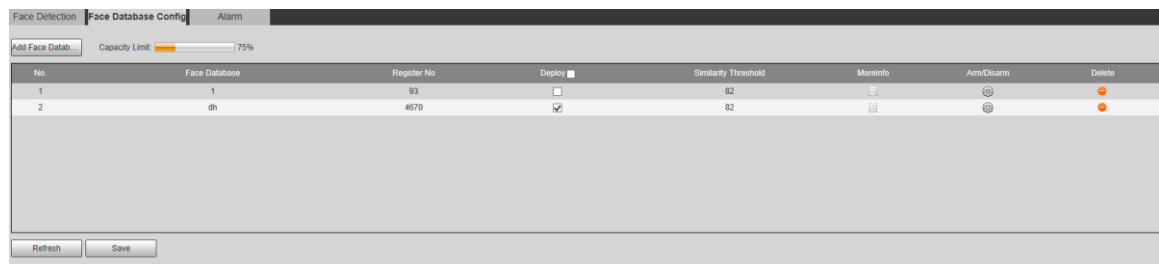 Face Detection Face Database Config Alarm
Add Face Datab... Capacity Limit: 75%
No. Face Database Register No Deploy Similarity Threshold MoreInfo Arm/Disarm Delete
1 1 93 82
2 dh 4670 82
Refresh Save